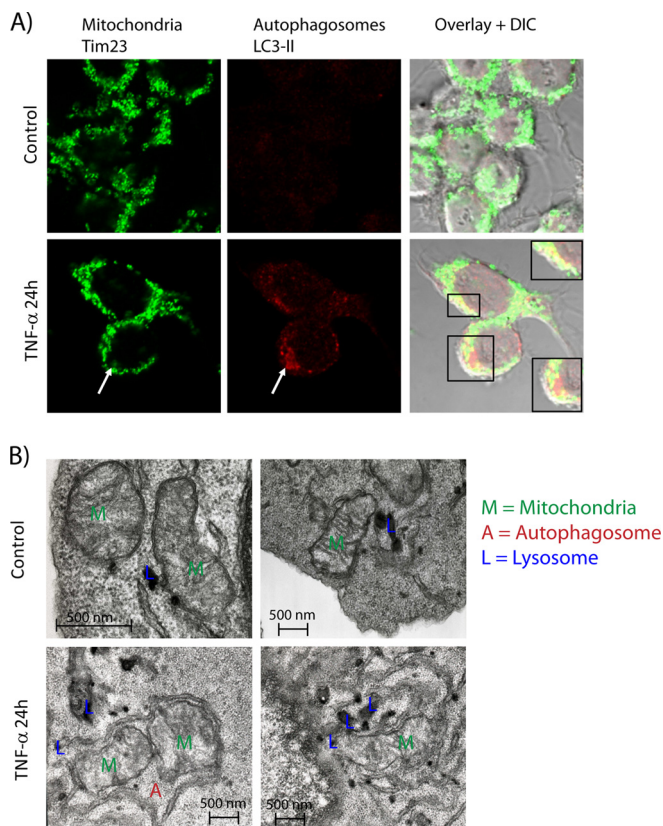 A)
Mitochondria
Tim23
Autophagosomes
LC3-II
Overlay + DIC
Control
TNF-α 24h
B)
Control
M
M
L
500 nm
M
L
500 nm
M = Mitochondria
A = Autophagosome
L = Lysosome
TNF-α 24h
L
L
M
M
A
500 nm
L
L
L
M
500 nm